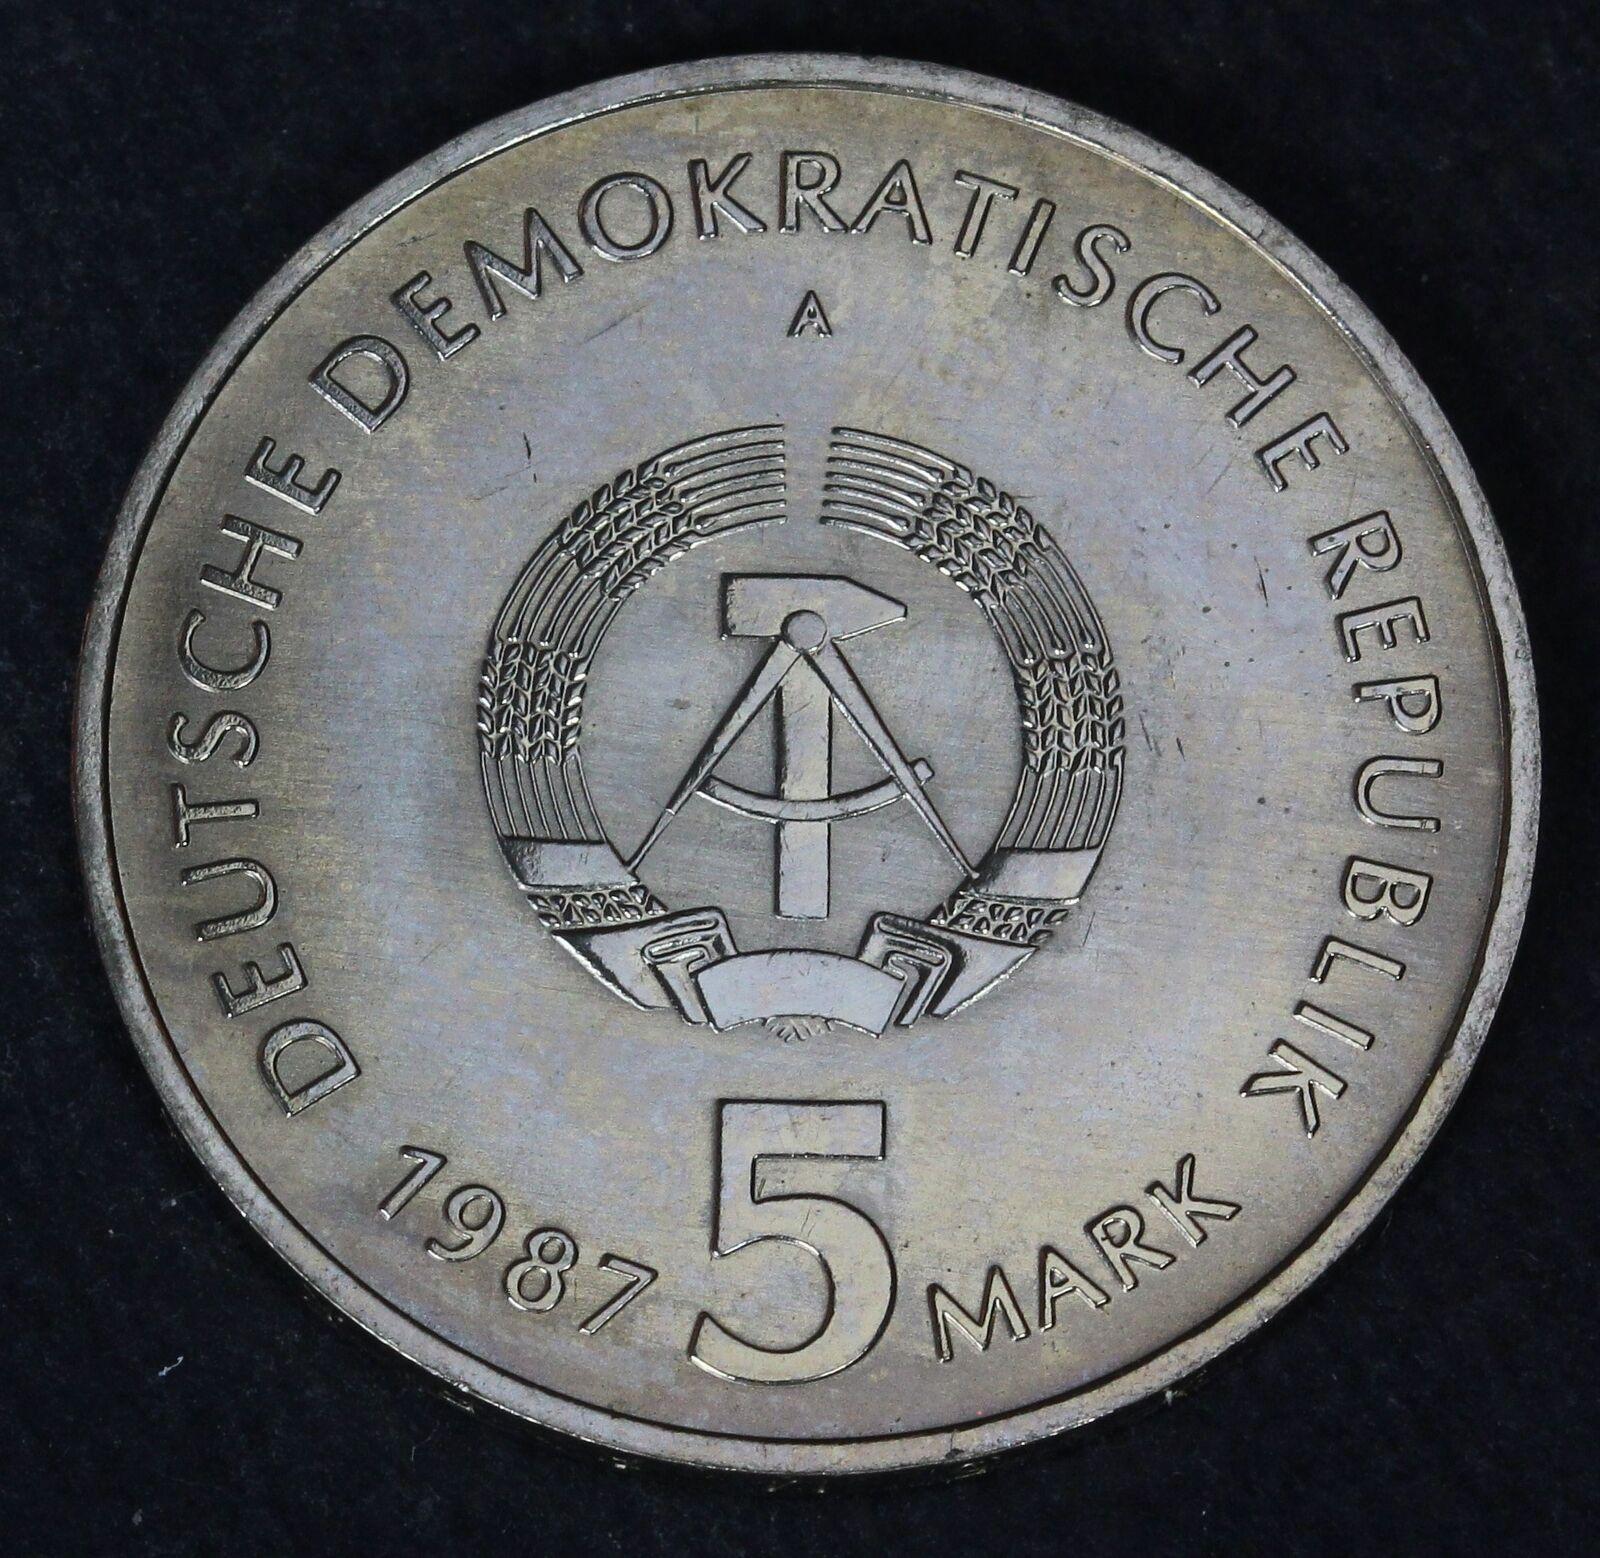 DEUTSCHE DEMOKRATISCHE REPUBLIK
A
1987 5 MARK